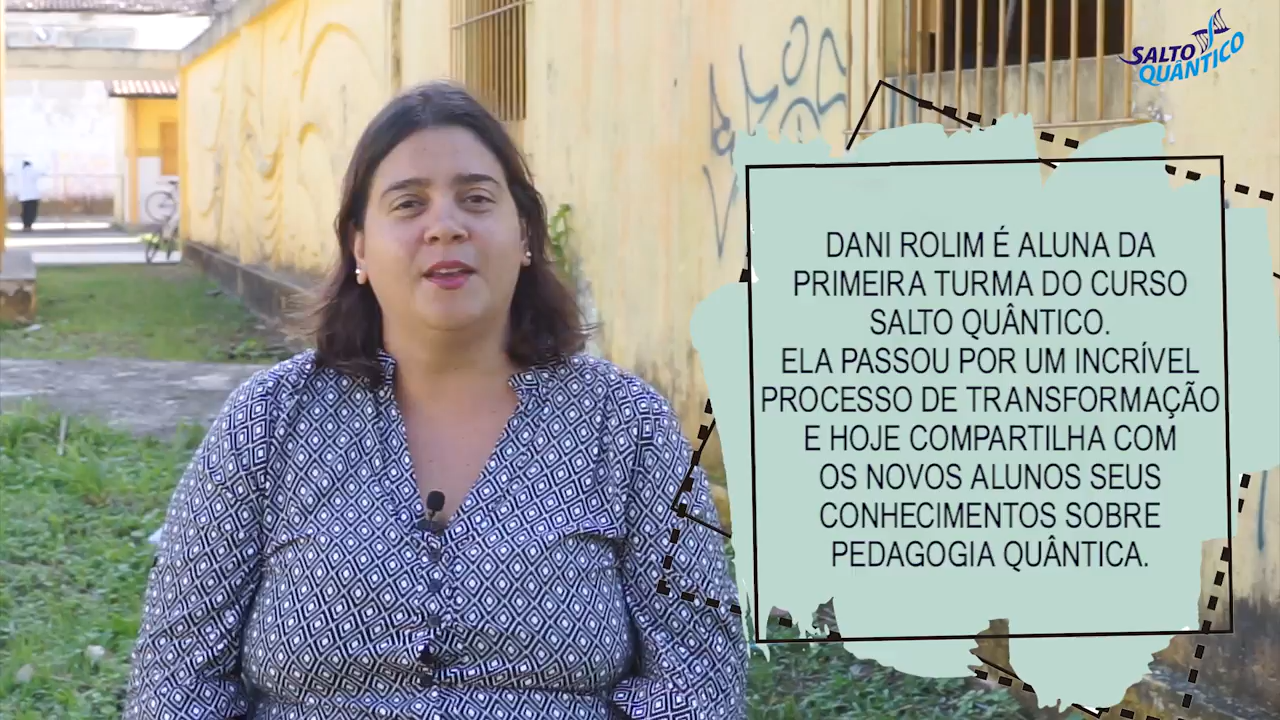 SALTO
QUÂNTICO
DANI ROLIM É ALUNA DA
PRIMEIRA TURMA DO CURSO
SALTO QUÂNTICO.
ELA PASSOU POR UM INCRÍVEL
PROCESSO DE TRANSFORMAÇÃO
E HOJE COMPARTILHA COM
OS NOVOS ALUNOS SEUS
CONHECIMENTOS SOBRE
PEDAGOGIA QUÂNTICA.